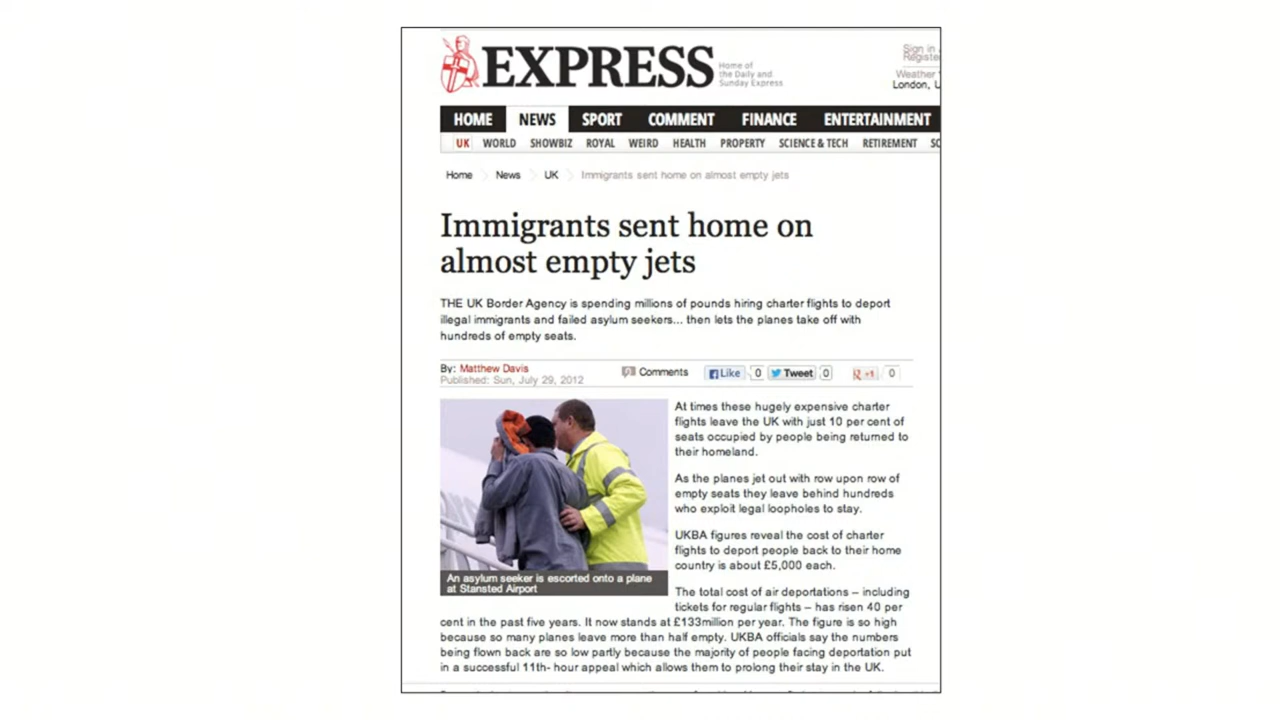 EXPRESS
Home of
the Daily and
Sunday Express
Sign in
Registe
Weather
London, U
HOME NEWS SPORT COMMENT FINANCE ENTERTAINMENT
UK WORLD SHOWBIZ ROYAL WEIRD HEALTH PROPERTY SCIENCE & TECH RETIREMENT SC
Home News UK Immigrants sent home on almost empty jets
Immigrants sent home on
almost empty jets
THE UK Border Agency is spending millions of pounds hiring charter flights to deport
illegal immigrants and failed asylum seekers... then lets the planes take off with
hundreds of empty seats.
By: Matthew Davis
Published: Sun, July 29, 2012
0 Comments Like 0 Tweet 0 +1 0
An asylum seeker is escorted onto a plane
at Stansted Airport
At times these hugely expensive charter
flights leave the UK with just 10 per cent of
seats occupied by people being returned to
their homeland.
As the planes jet out with row upon row of
empty seats they leave behind hundreds
who exploit legal loopholes to stay.
UKBA figures reveal the cost of charter
flights to deport people back to their home
country is about £5,000 each.
The total cost of air deportations – including
tickets for regular flights – has risen 40 per
cent in the past five years. It now stands at £133million per year. The figure is so high
because so many planes leave more than half empty. UKBA officials say the numbers
being flown back are so low partly because the majority of people facing deportation put
in a successful 11th- hour appeal which allows them to prolong their stay in the UK.